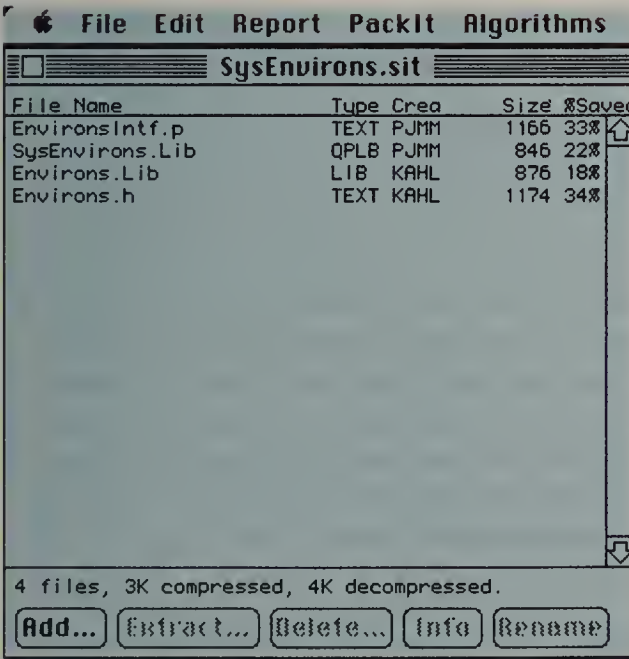 File Edit Report PackIt Algorithms
SysEnvirons.sit
File Name Type Crea Size %Saved
EnvironsIntf.p TEXT PJMM 1166 33%
SysEnvirons.Lib QPLB PJMM 846 22%
Environs.Lib LIB KAHL 876 18%
Environs.h TEXT KAHL 1174 34%
4 files, 3K compressed, 4K decompressed.
Add... Extract... Delete... Info Rename